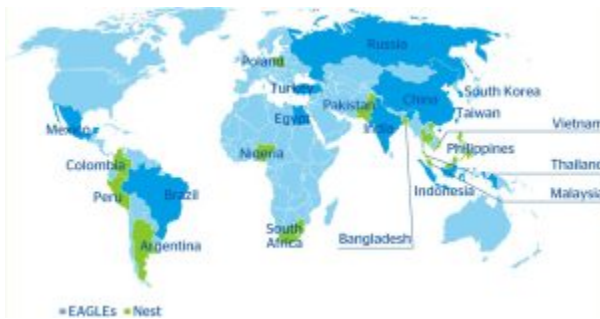 Russia
Poland
Turkey
South Korea
China
Mexico
Pakistan
Taiwan
Egypt
India
Vietnam
Nigeria
Philippines
Colombia
Thailand
Peru
Brazil
Indonesia
Malaysia
South
Africa
Bangladesh
Argentina
EAGLEs Nest